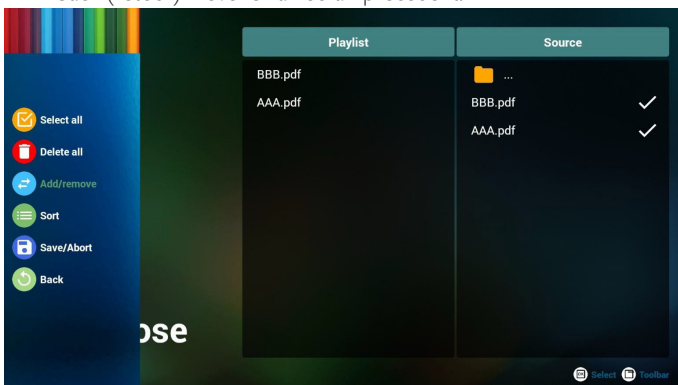 Playlist
Source
BBB.pdf
AAA.pdf
...
BBB.pdf
AAA.pdf
Select all
Delete all
Add/remove
Sort
Save/Abort
Back
ose
Select
Toolbar